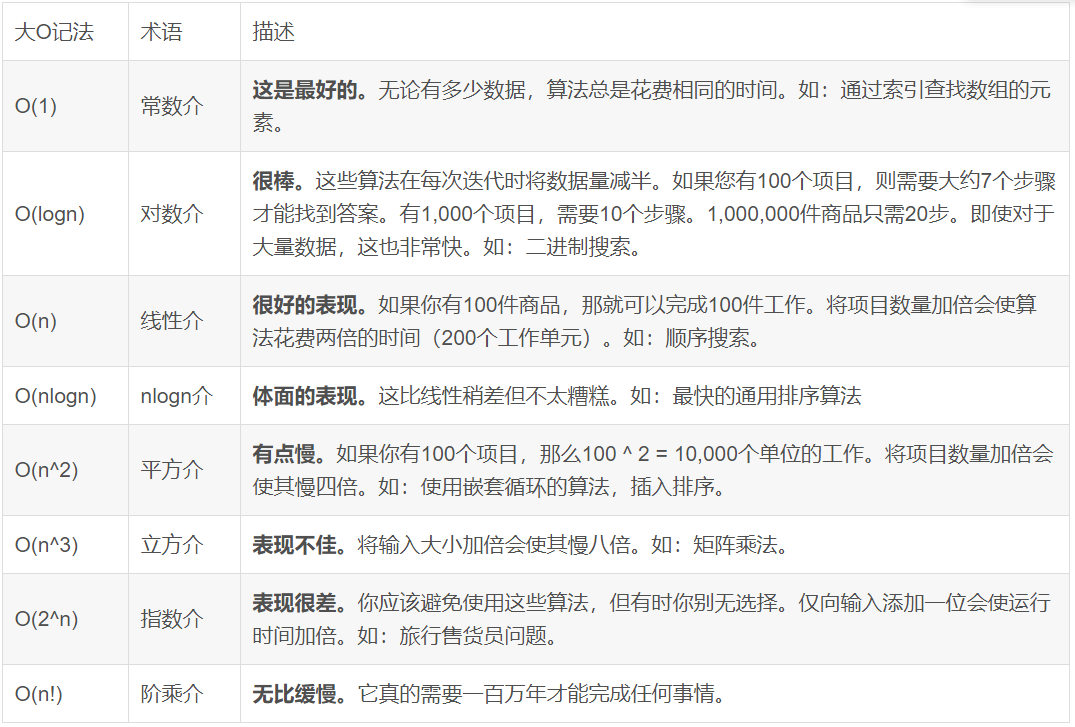 大O记法 术语 描述
O(1) 常数介 这是最好的。无论有多少数据，算法总是花费相同的时间。如：通过索引查找数组的元
素。
O(logn) 对数介 很棒。这些算法在每次迭代时将数据量减半。如果您有100个项目，则需要大约7个步骤
才能找到答案。有1,000个项目，需要10个步骤。1,000,000件商品只需20步。即使对于
大量数据，这也非常快。如：二进制搜索。
O(n) 线性介 很好的表现。如果你有100件商品，那就可以完成100件工作。将项目数量加倍会使算
法花费两倍的时间（200个工作单元）。如：顺序搜索。
O(nlogn) nlogn介 体面的表现。这比线性稍差但不太糟糕。如：最快的通用排序算法
O(n^2) 平方介 有点慢。如果你有100个项目，那么100 ^ 2 = 10,000个单位的工作。将项目数量加倍会
使其慢四倍。如：使用嵌套循环的算法，插入排序。
O(n^3) 立方介 表现不佳。将输入大小加倍会使其慢八倍。如：矩阵乘法。
O(2^n) 指数介 表现很差。你应该避免使用这些算法，但有时你别无选择。仅向输入添加一位会使运行
时间加倍。如：旅行售货员问题。
O(n!) 阶乘介 无比缓慢。它真的需要一百万年才能完成任何事情。